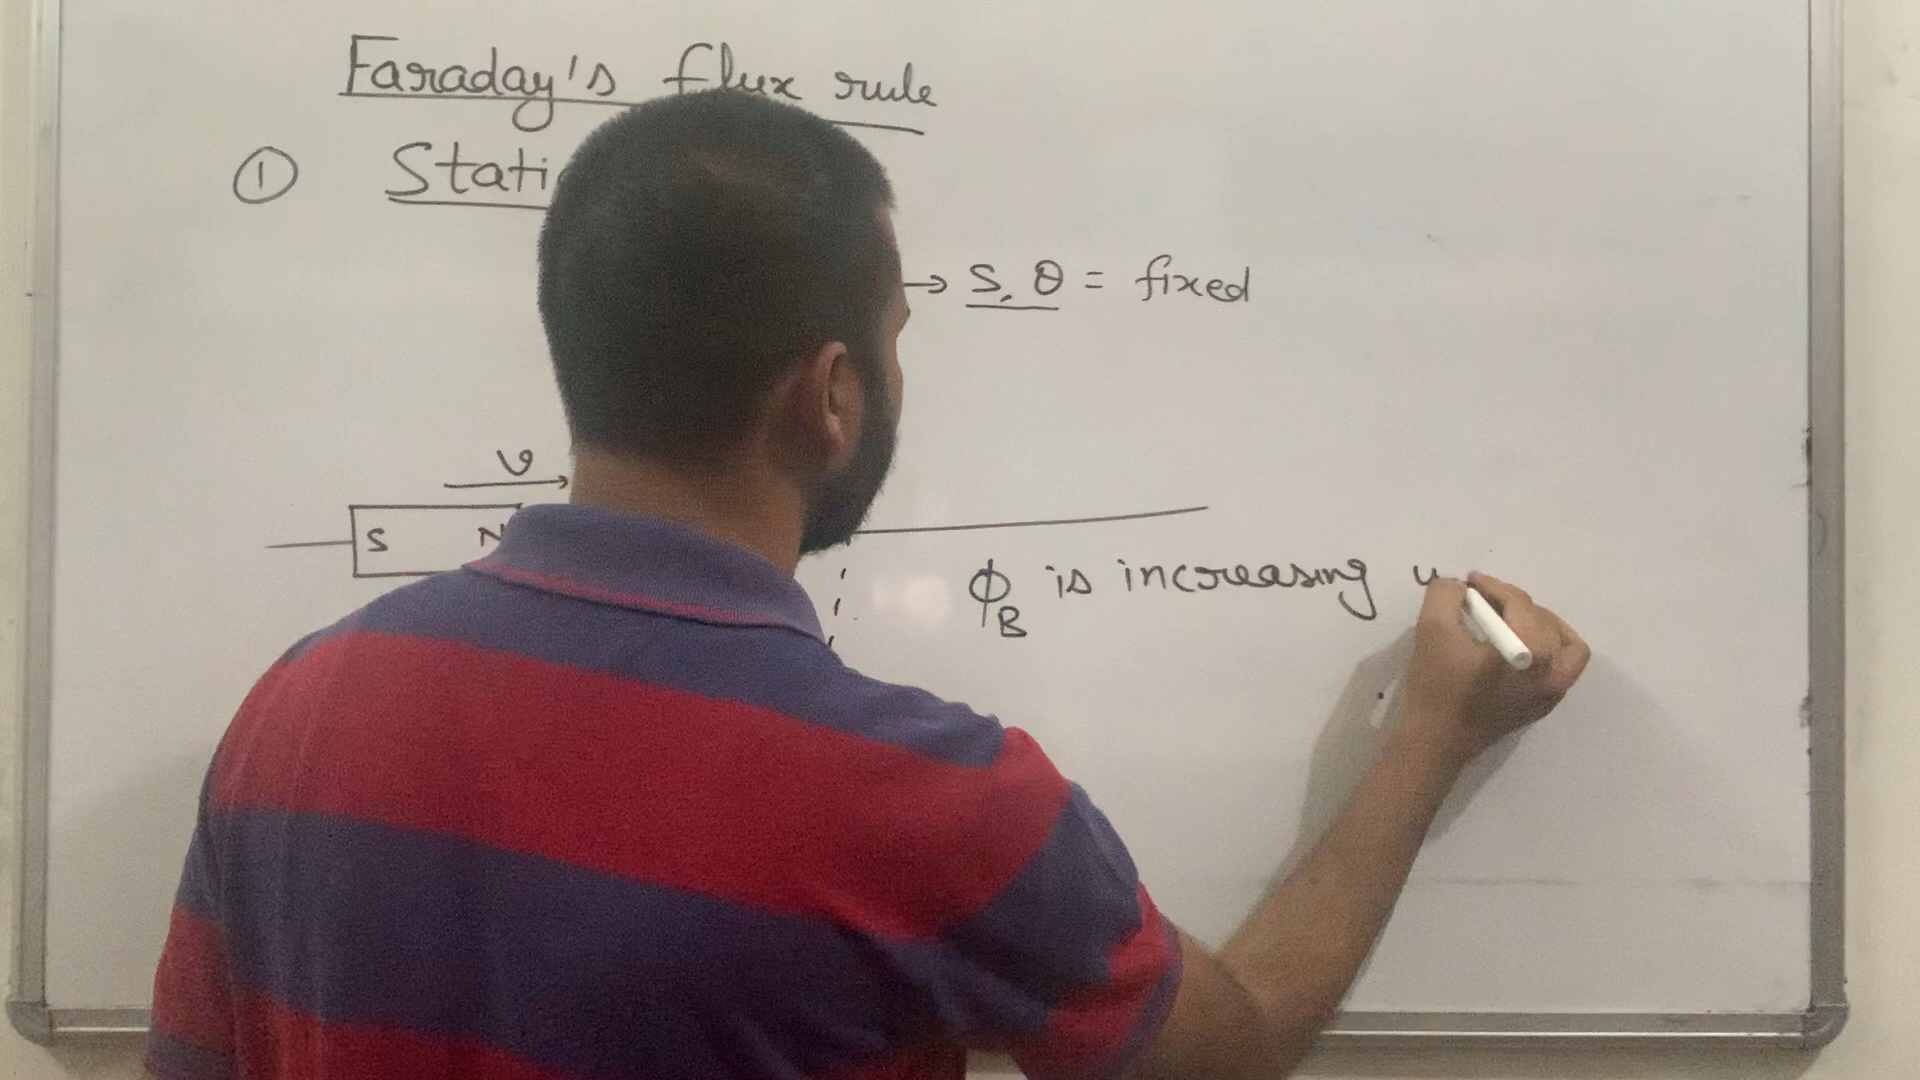 Faraday's flux rule
① Stati
→ S, θ = fixed
v
S N
ϕB is increasing